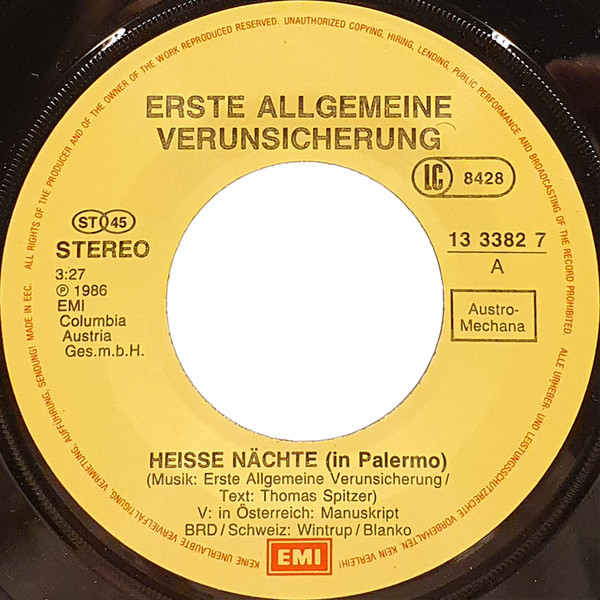 ALL RIGHTS OF THE PRODUCER AND OF THE OWNER OF THE WORK REPRODUCED RESERVED. UNAUTHORIZED COPYING, HIRING, LENDING, PUBLIC PERFORMANCE AND BROADCASTING OF THE RECORD PROHIBITED.
ERSTE ALLGEMEINE
VERUNSICHERUNG
LC 8428
ST 45
STEREO
3:27
℗ 1986
EMI
Columbia
Austria
Ges.m.b.H.
13 3382 7
A
Austro-
Mechana
HEISSE NÄCHTE (in Palermo)
(Musik: Erste Allgemeine Verunsicherung/
Text: Thomas Spitzer)
V: in Österreich: Manuskript
BRD/Schweiz: Wintrup/Blanko
EMI
ALLE URHEBER- UND LEISTUNGSSCHUTZRECHTE VORBEHALTEN. KEIN VERLEIH! KEINE UNERLAUBTE VERVIELFÄLTIGUNG, VERMIETUNG, AUFFÜHRUNG, SENDUNG! MADE IN EEC.